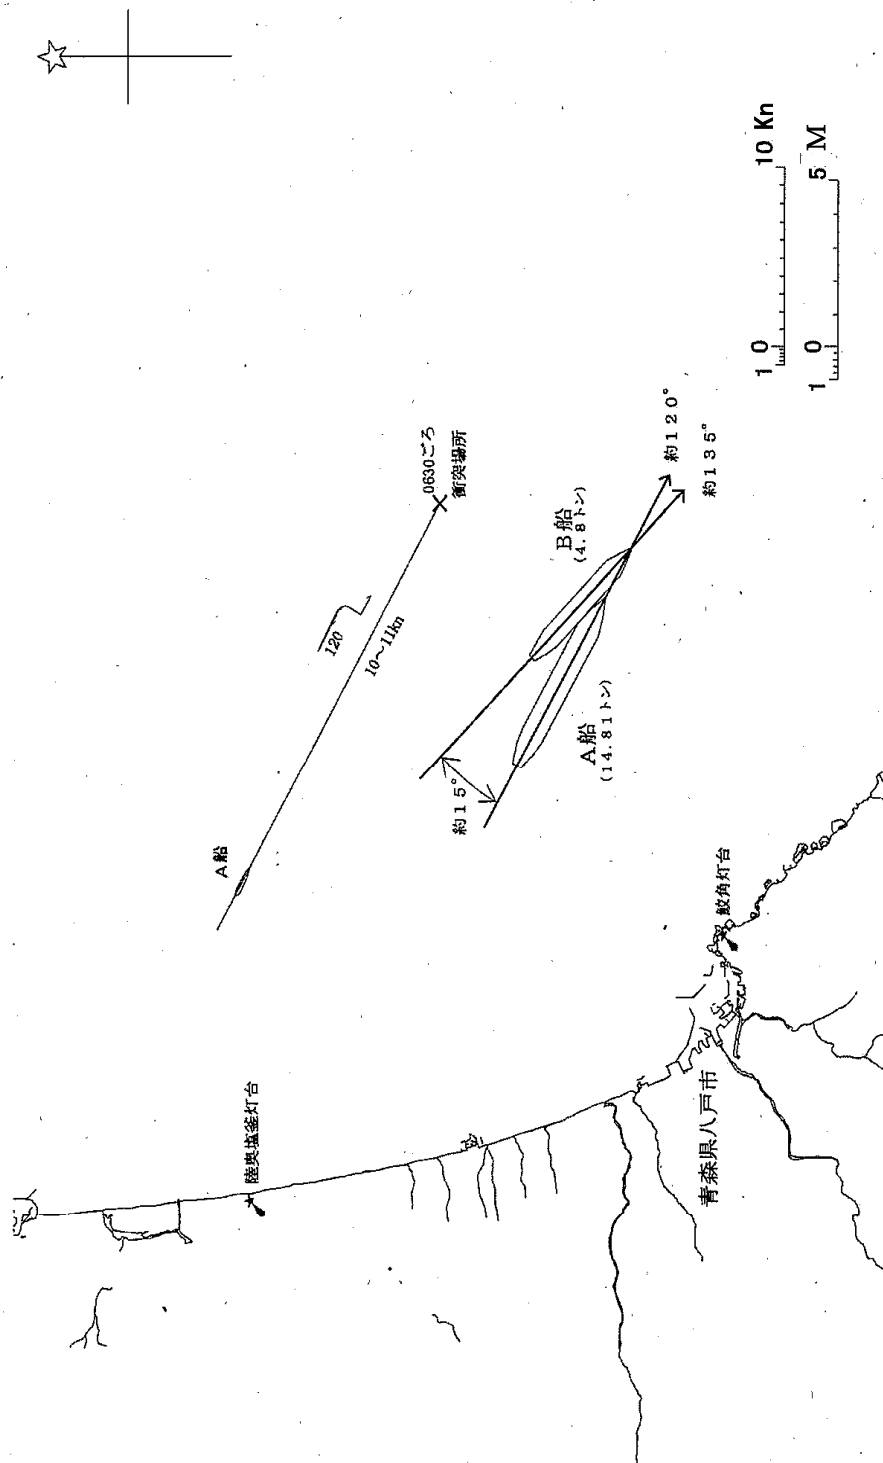 10 Kn
1 0
5 M
1 0
0630ごろ
衝突場所
120
10～11kn
A船
約120°
約135°
B船
(4.8トン)
A船
(14.81トン)
約15°
鮫角灯台
陸奥塩釜灯台
青森県八戸市